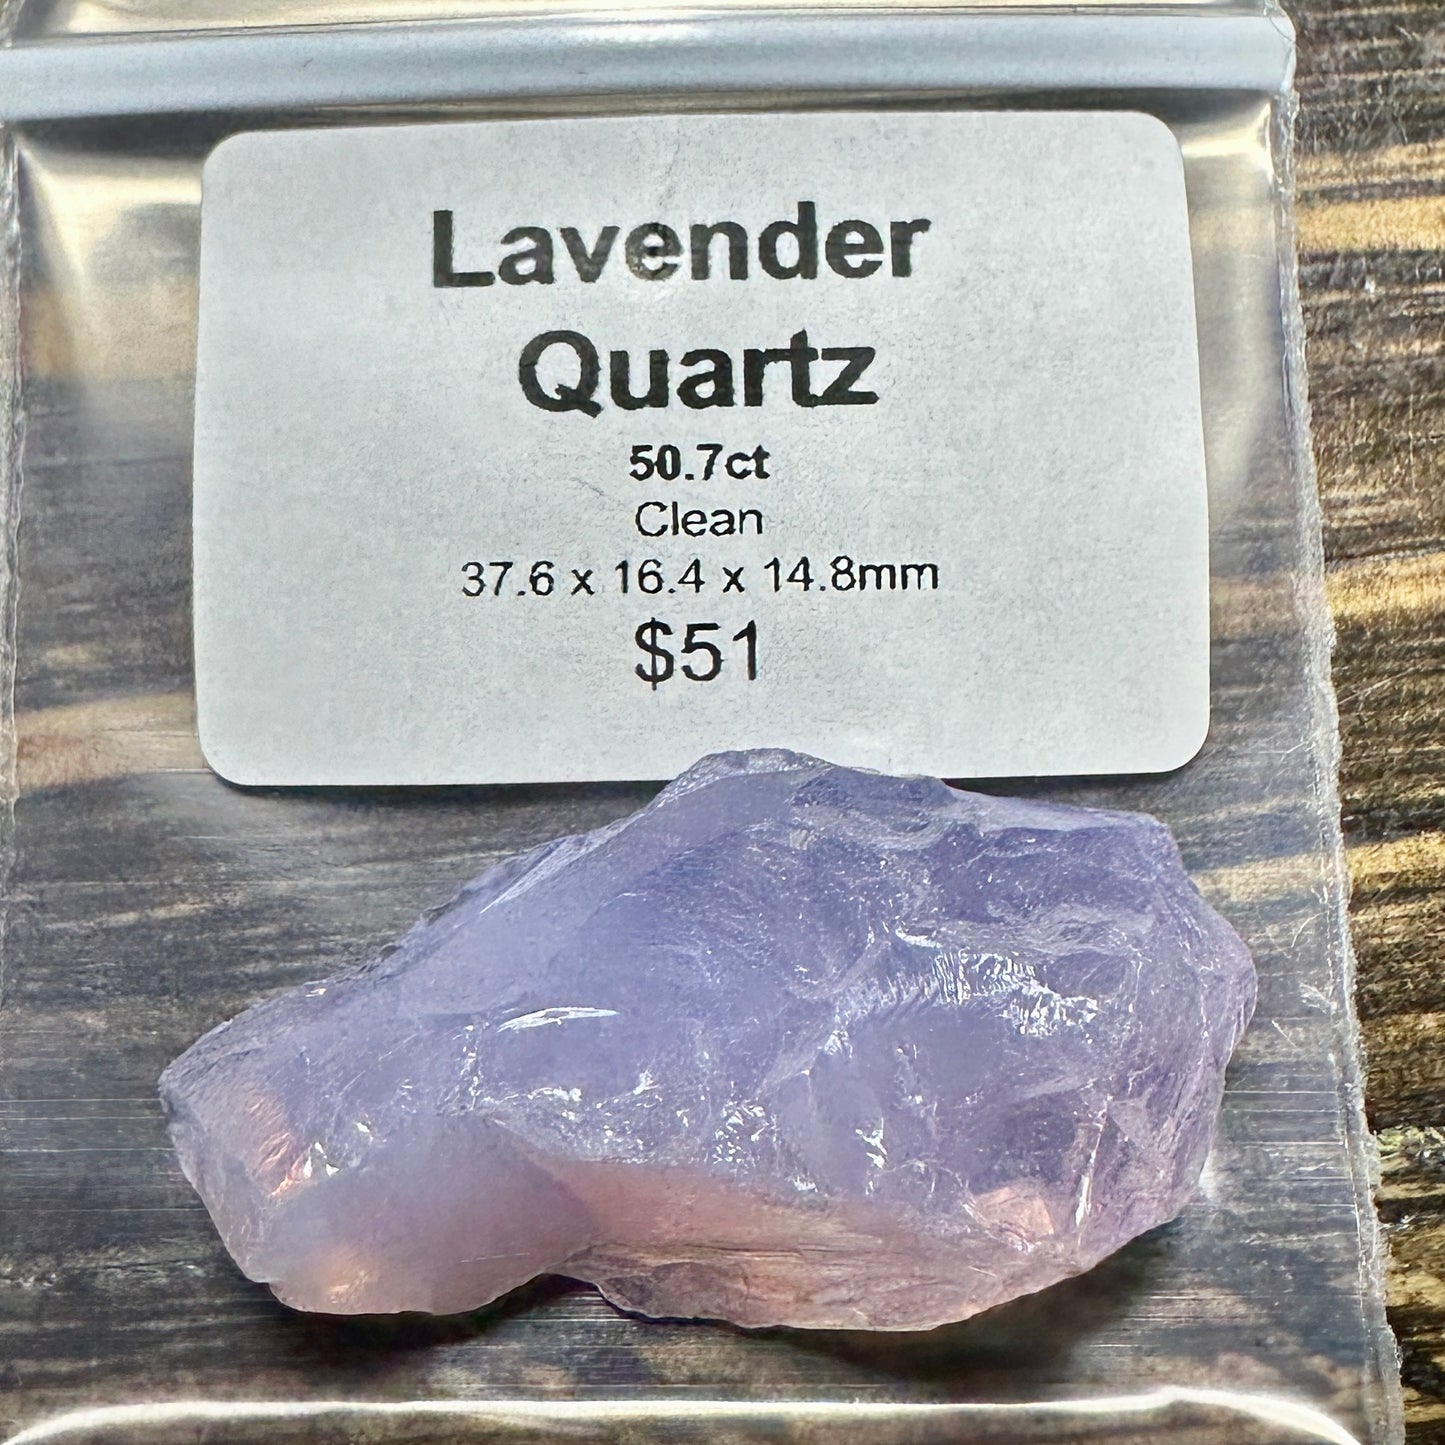 Lavender
Quartz
50.7ct
Clean
37.6 x 16.4 x 14.8mm
$51